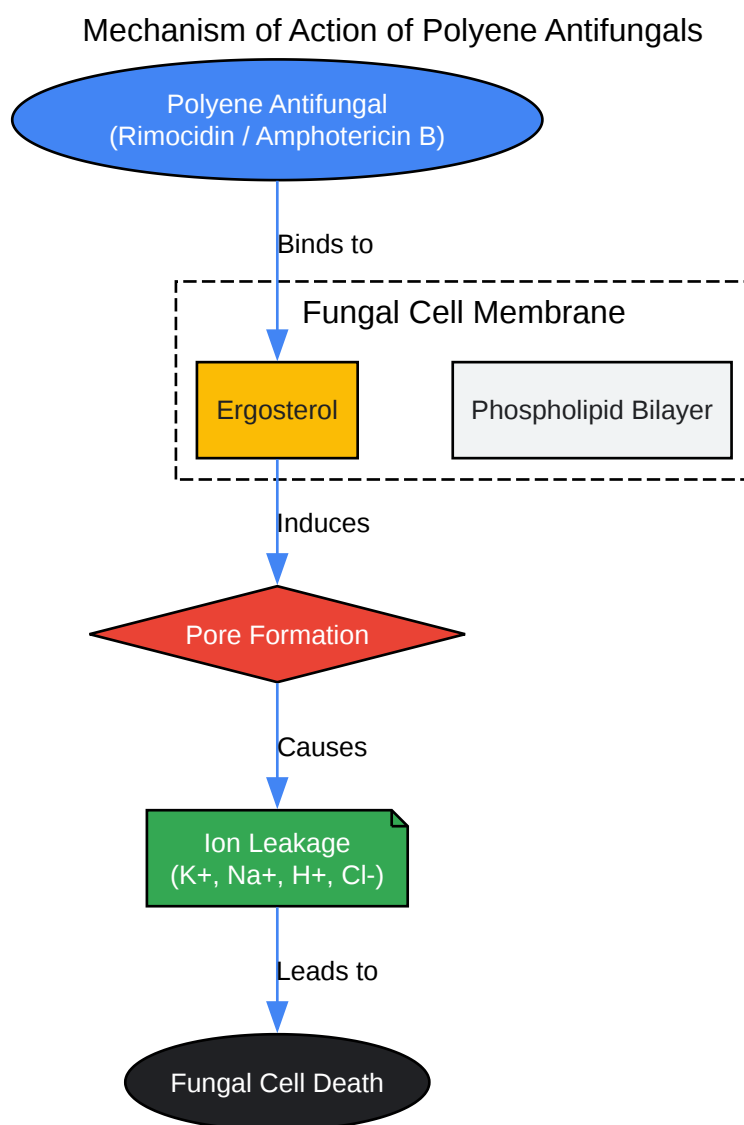 Mechanism of Action of Polyene Antifungals
Polyene Antifungal
(Rimocidin / Amphotericin B)
Binds to
Fungal Cell Membrane
Ergosterol
Phospholipid Bilayer
Induces
Pore Formation
Causes
Ion Leakage
(K+, Na+, H+, Cl-)
Leads to
Fungal Cell Death